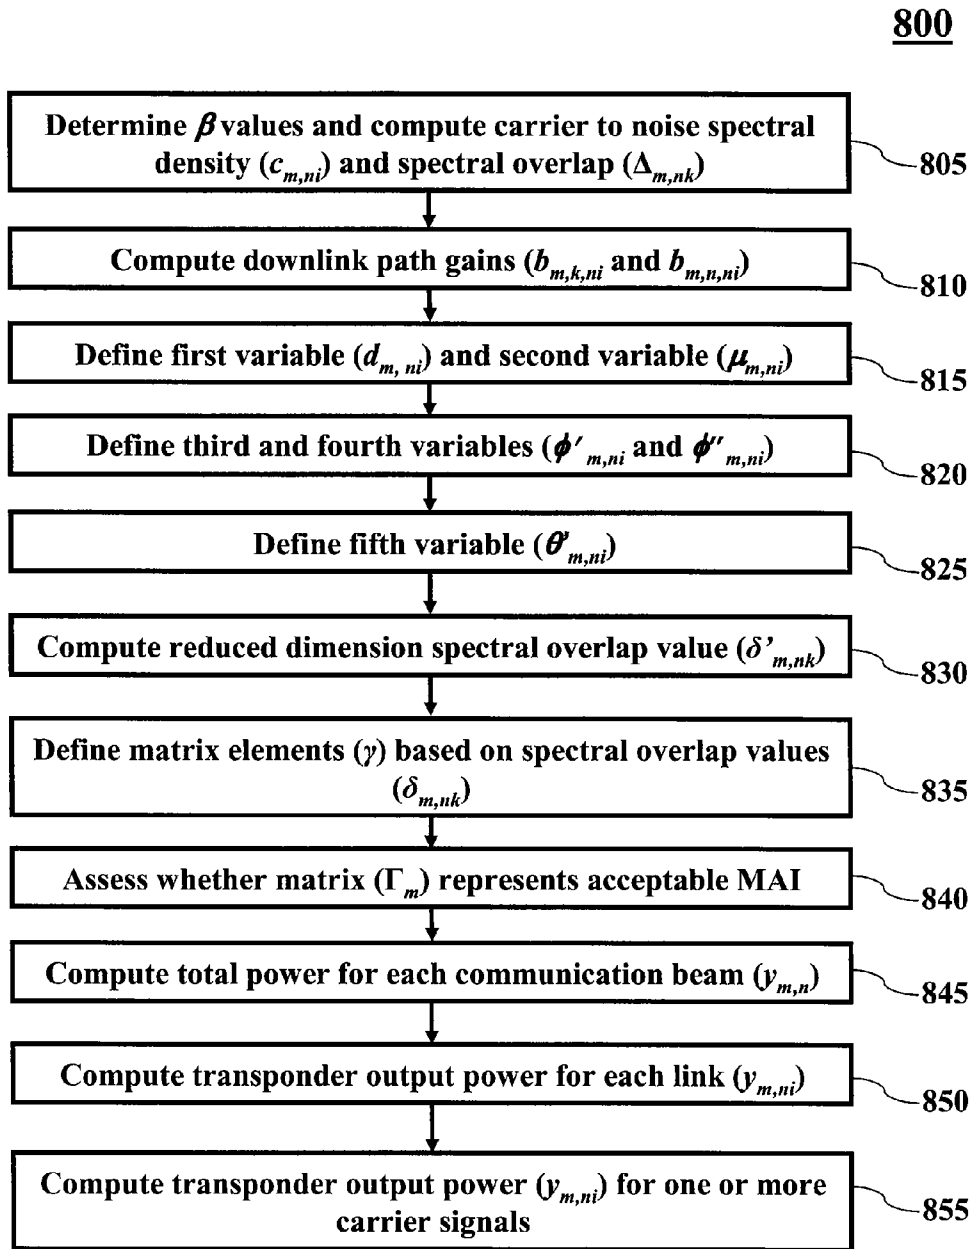 800
Determine β values and compute carrier to noise spectral
density (c_{m,ni}) and spectral overlap (Δ_{m,nk})
805
Compute downlink path gains (b_{m,k,ni} and b_{m,n,ni})
810
Define first variable (d_{m, ni}) and second variable (μ_{m,ni})
815
Define third and fourth variables (ϕ'_{m,ni} and ϕ''_{m,ni})
820
Define fifth variable (θ'_{m,ni})
825
Compute reduced dimension spectral overlap value (δ'_{m,nk})
830
Define matrix elements (γ) based on spectral overlap values
(δ_{m,nk})
835
Assess whether matrix (Γ_m) represents acceptable MAI
840
Compute total power for each communication beam (y_{m,n})
845
Compute transponder output power for each link (y_{m,ni})
850
Compute transponder output power (y_{m,ni}) for one or more
carrier signals
855